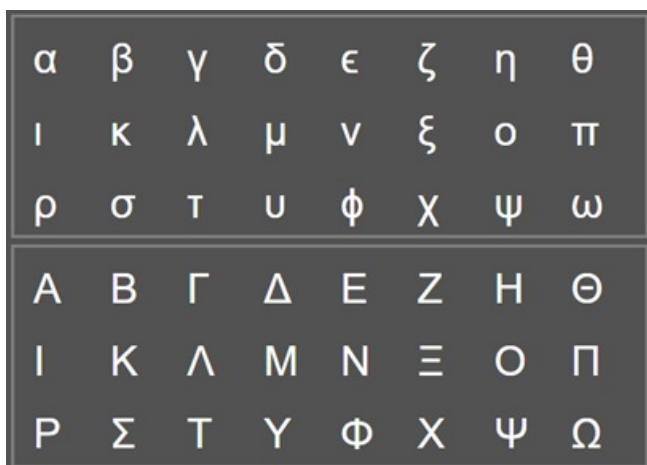 α β γ δ ϵ ζ η θ
ι κ λ μ ν ξ ο π
ρ σ τ υ ϕ χ ψ ω
Α Β Γ Δ Ε Ζ Η Θ
Ι Κ Λ Μ Ν Ξ Ο Π
Ρ Σ Τ Υ Φ Χ Ψ Ω